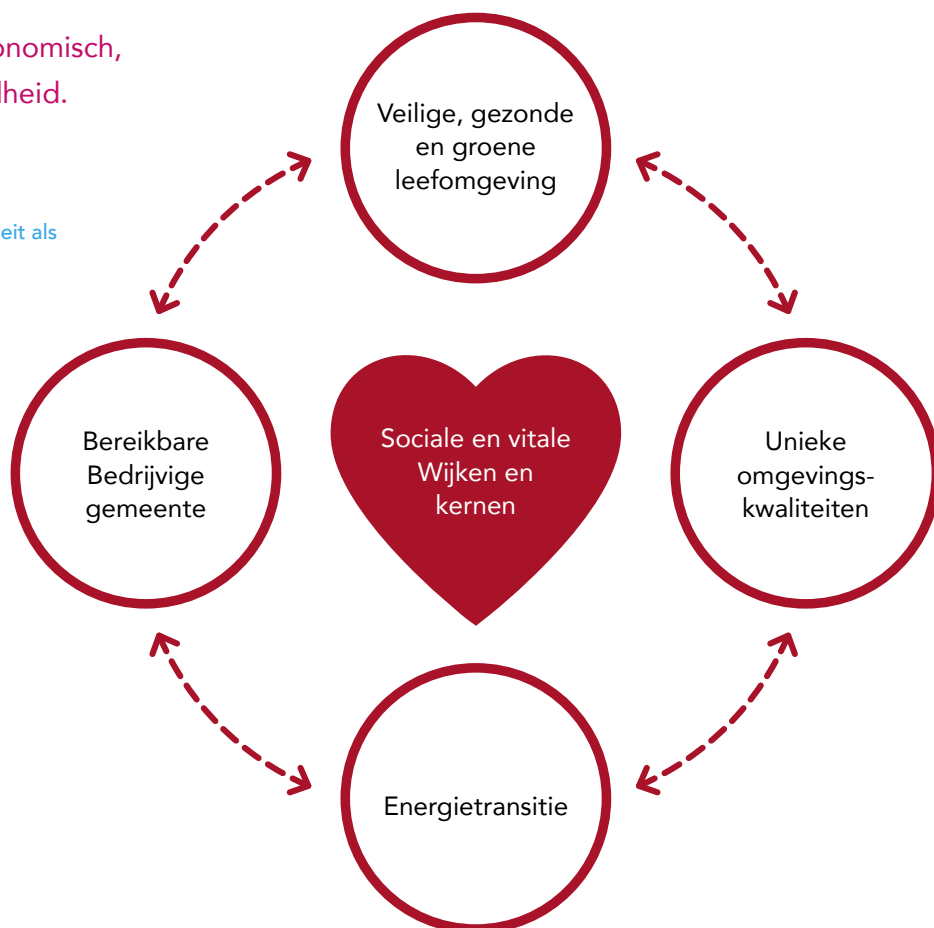 onomisch,
dheid.
eit als
Veilige, gezonde
en groene
leefomgeving
Bereikbare
Bedrijvige
gemeente
Sociale en vitale
Wijken en
kernen
Unieke
omgevings-
kwaliteiten
Energietransitie